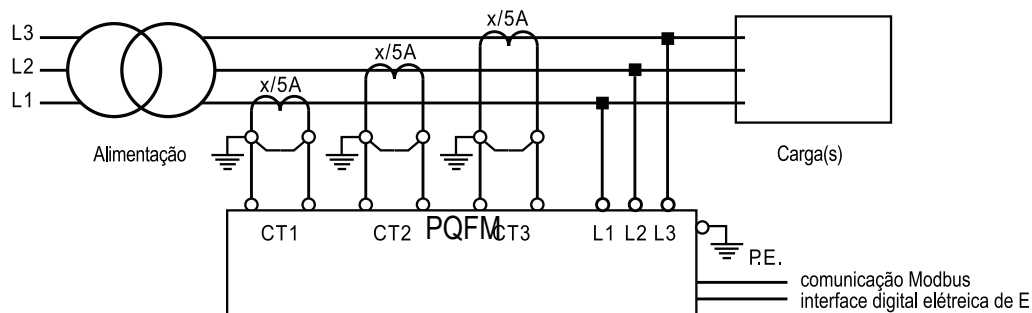 x/5A
L3
x/5A
L2
x/5A
L1
Alimentação
Carga(s)
CT1
CT2
PQFM
CT3
L1
L2
L3
P.E.
comunicação Modbus
interface digital elétreica de E